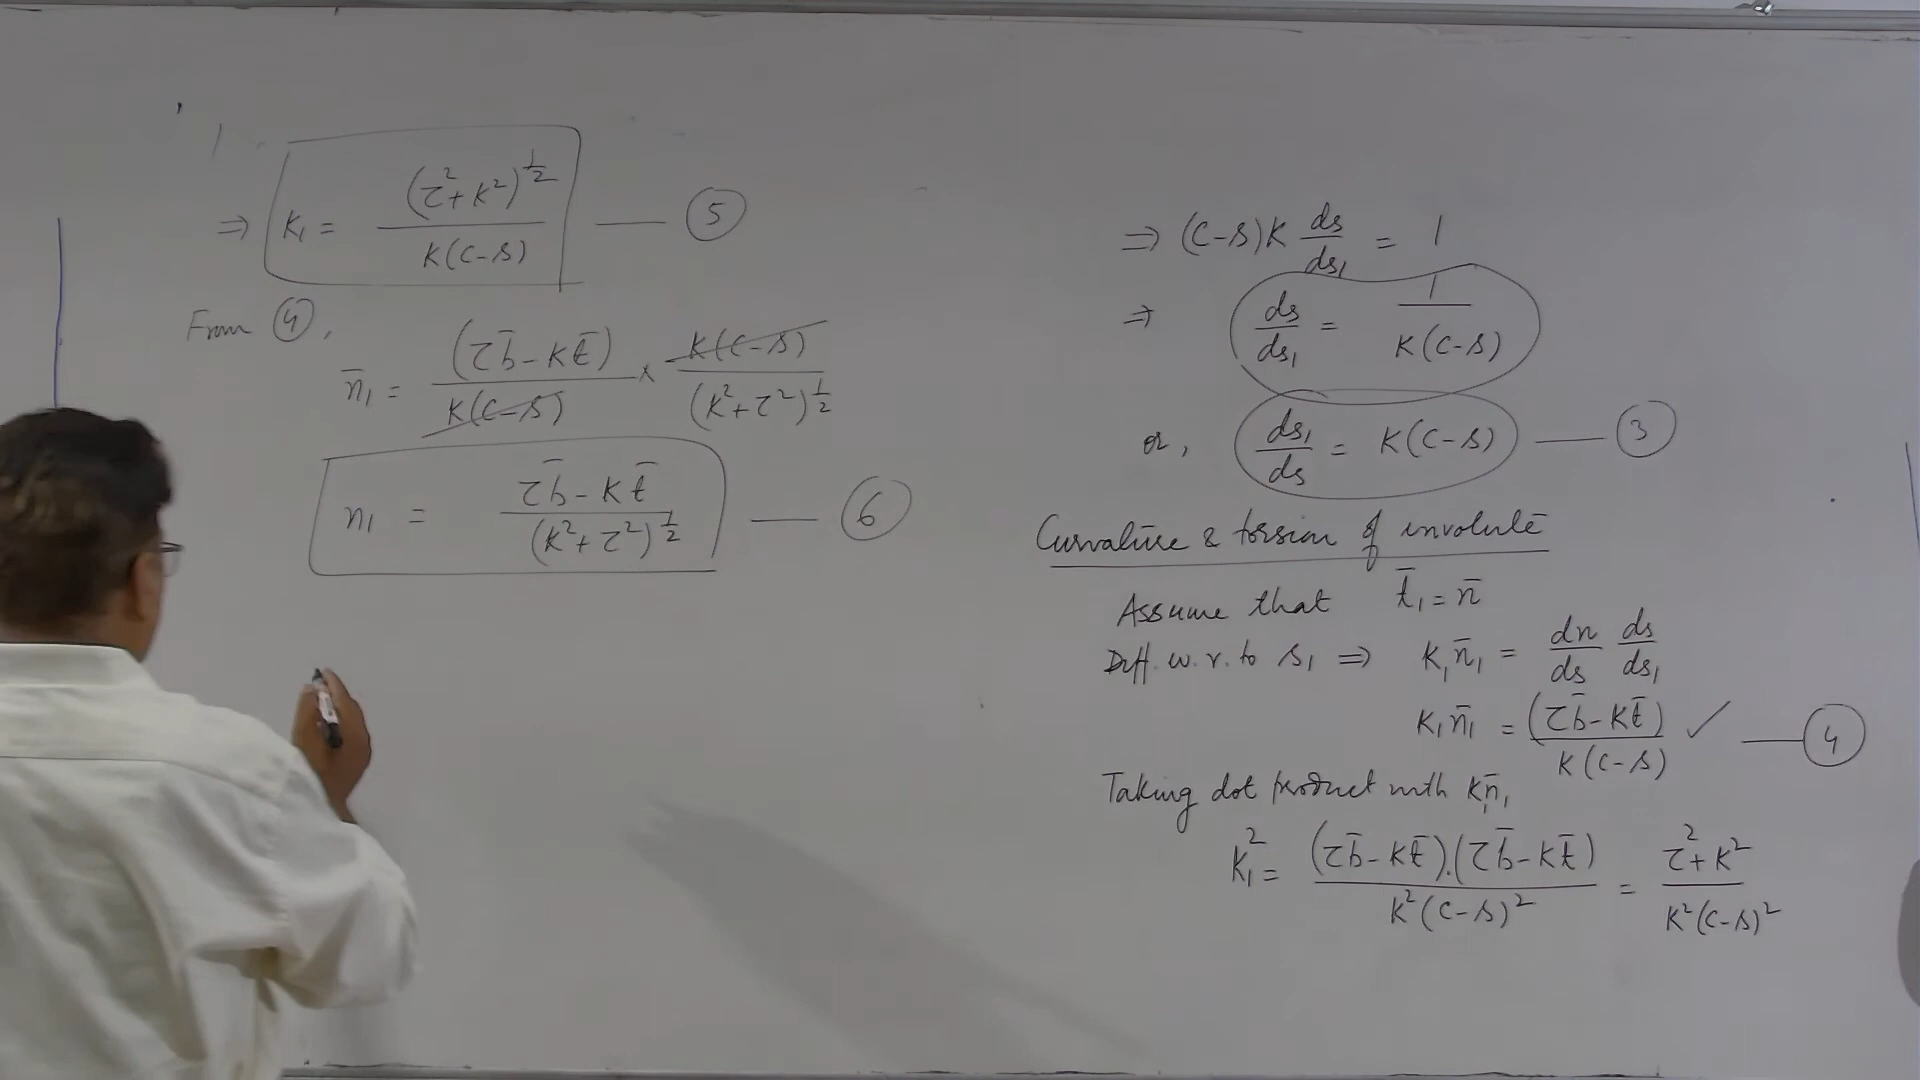 ⇒ K₁ = (τ² + K²)^½ / K(C-s) — ⑤
From ④,
n̄₁ = (τb̄ - Kt̄) / K(C-s) × K(C-s) / (K² + τ²)^½
n₁ = τb̄ - Kt̄ / (K² + τ²)^½ — ⑥
⇒ (C-s)K ds/ds₁ = 1
⇒ ds/ds₁ = 1 / K(C-s)
or, ds₁/ds = K(C-s) — ③
Curvature & torsion of involute
Assume that t̄₁ = n̄
Diff. w.r. to s₁ ⇒ K₁n̄₁ = dn/ds ds/ds₁
K₁n̄₁ = (τb̄ - Kt̄) / K(C-s) ✓ — ④
Taking dot product with K₁n̄₁
K₁² = (τb̄ - Kt̄).(τb̄ - Kt̄) / K²(C-s)² = τ² + K² / K²(C-s)²